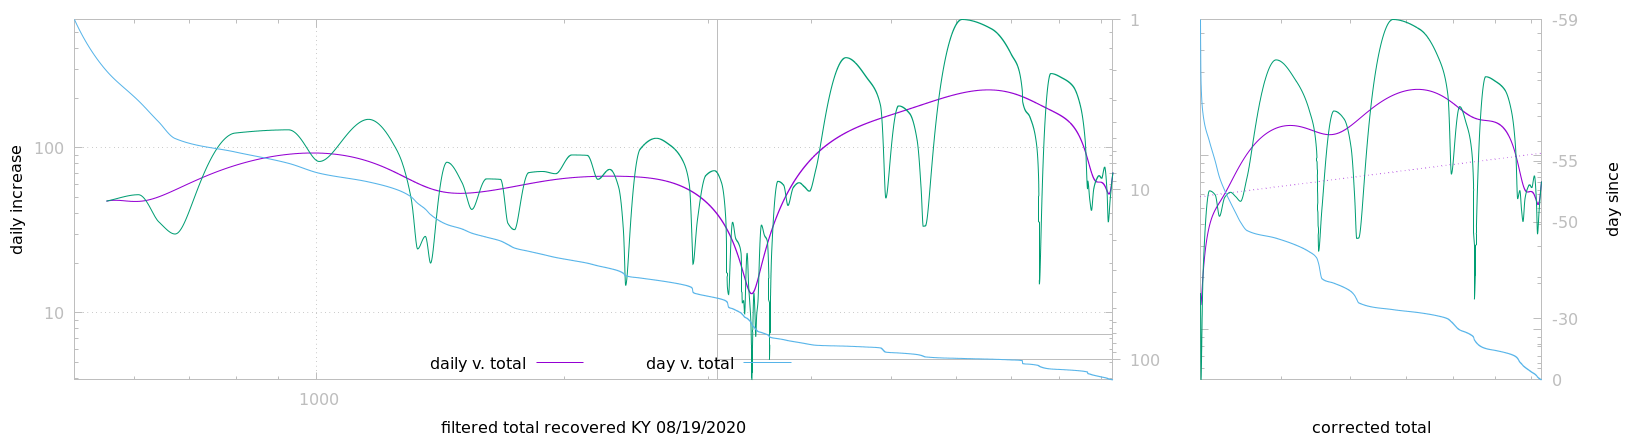 daily increase
100
10
1000
daily v. total
day v. total
1
10
100
filtered total recovered KY 08/19/2020
-59
-55
-50
-30
0
day since
corrected total